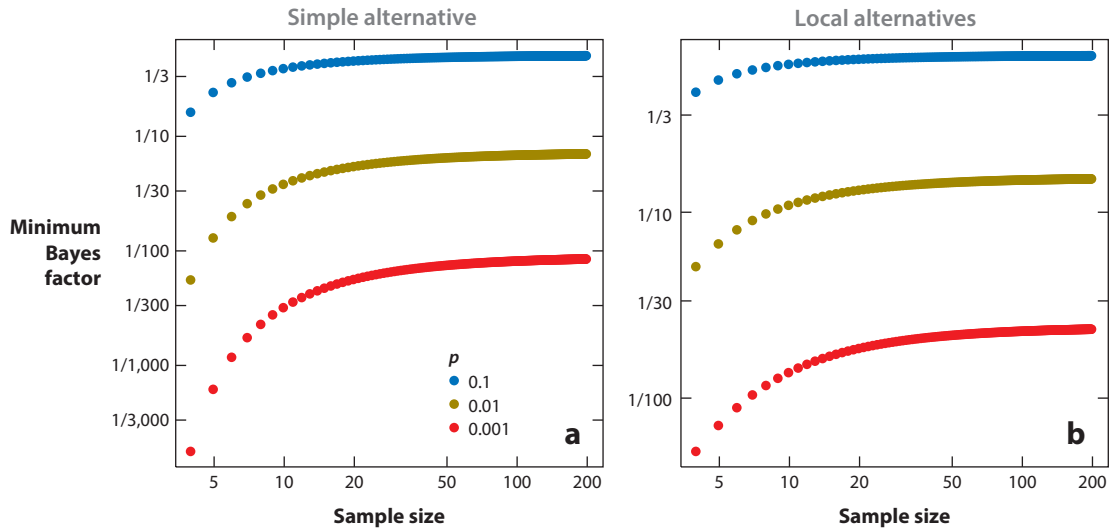 Simple alternative
Local alternatives
Minimum
Bayes
factor
1/3
1/10
1/30
1/100
1/300
1/1,000
1/3,000
p
0.1
0.01
0.001
a
5 10 20 50 100 200
Sample size
1/3
1/10
1/30
1/100
b
5 10 20 50 100 200
Sample size